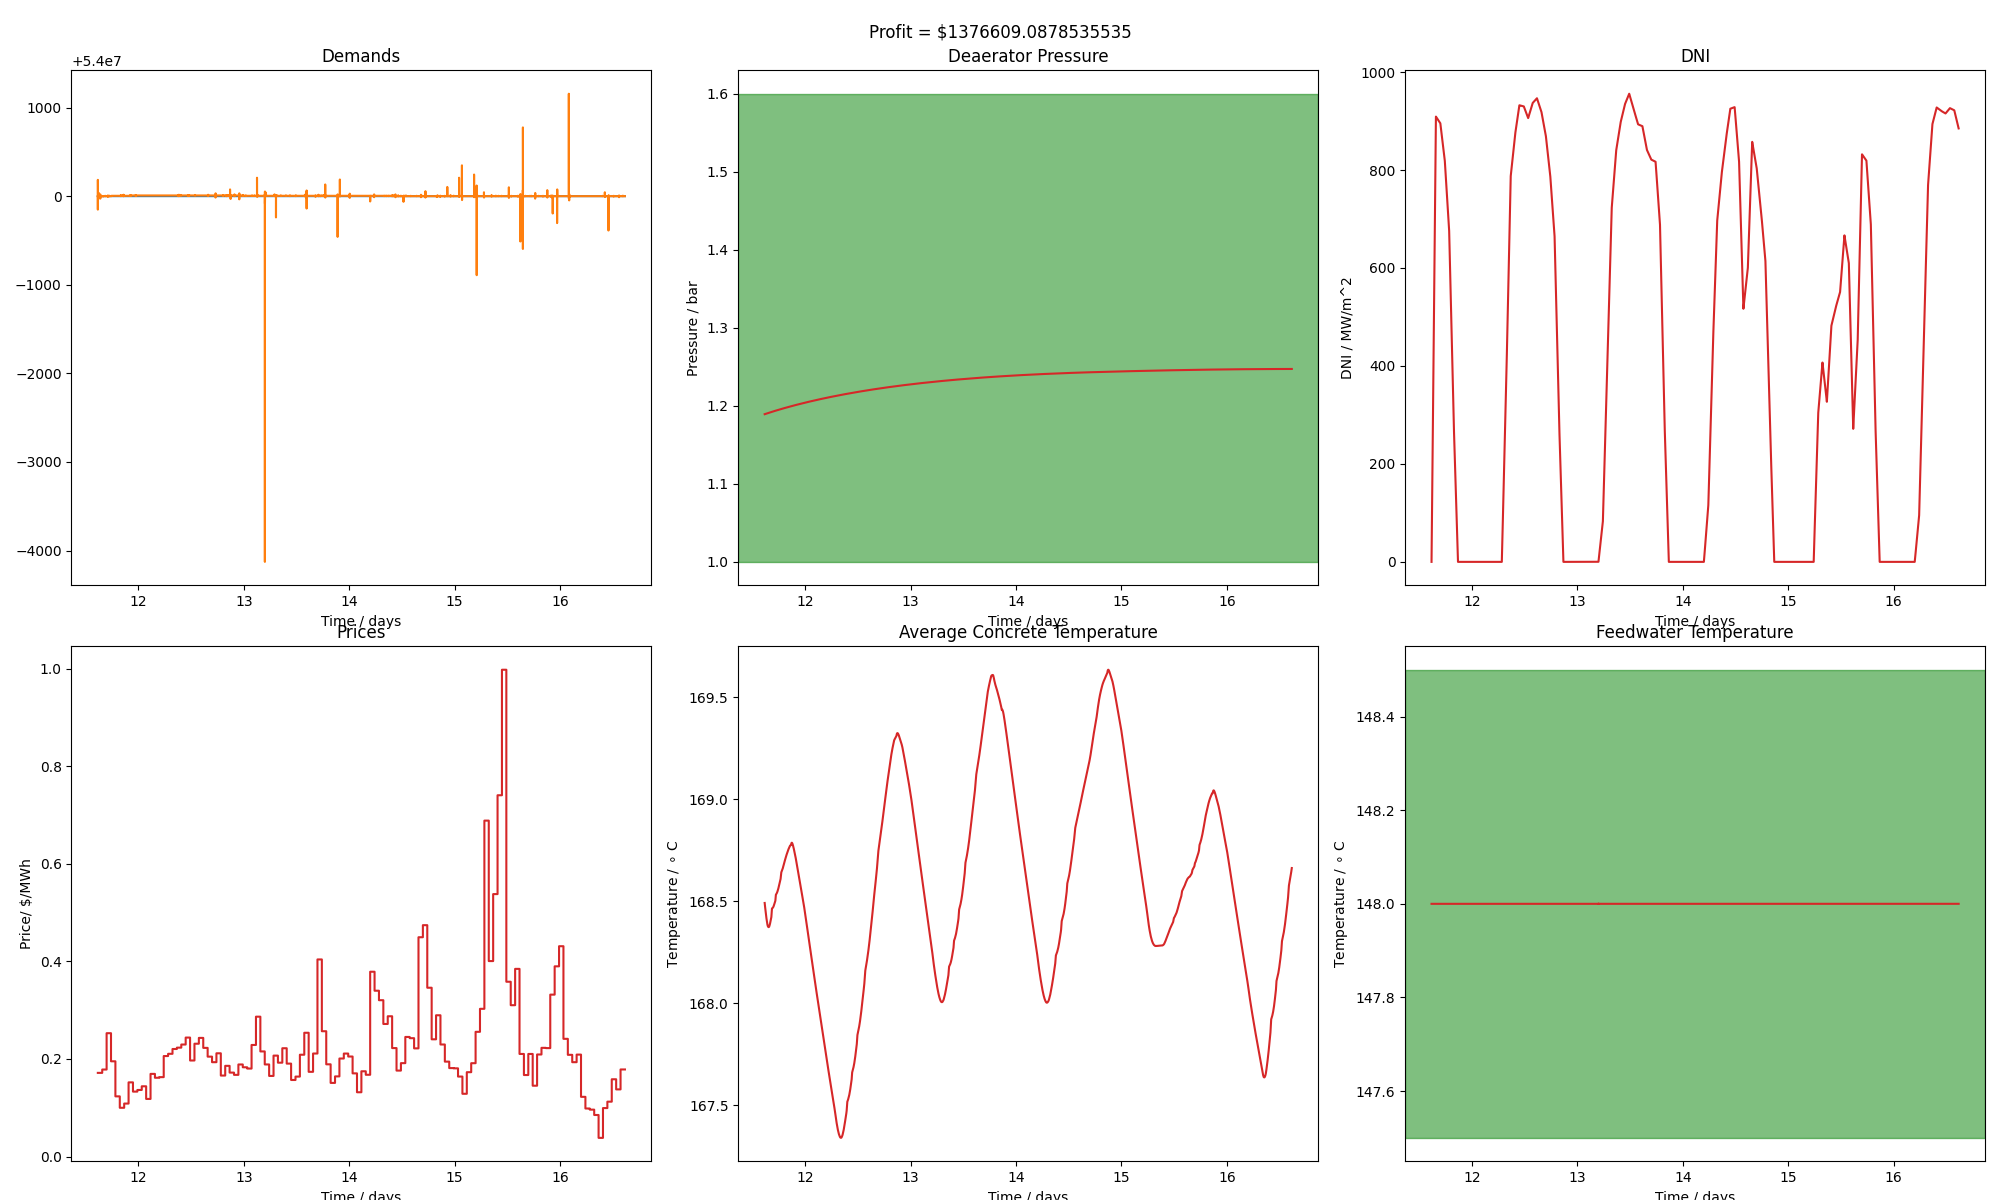 Profit = $1376609.0878535535
Demands
+5.4e7
1000
0
−1000
−2000
−3000
−4000
12 13 14 15 16
Time / days
Deaerator Pressure
Pressure / bar
1.6
1.5
1.4
1.3
1.2
1.1
1.0
12 13 14 15 16
Time / days
DNI
DNI / MW/m^2
1000
800
600
400
200
0
12 13 14 15 16
Time / days
Prices
Price/ $/MWh
1.0
0.8
0.6
0.4
0.2
0.0
12 13 14 15 16
Time / days
Average Concrete Temperature
Temperature / ∘ C
169.5
169.0
168.5
168.0
167.5
12 13 14 15 16
Time / days
Feedwater Temperature
Temperature / ∘ C
148.4
148.2
148.0
147.8
147.6
12 13 14 15 16
Time / days